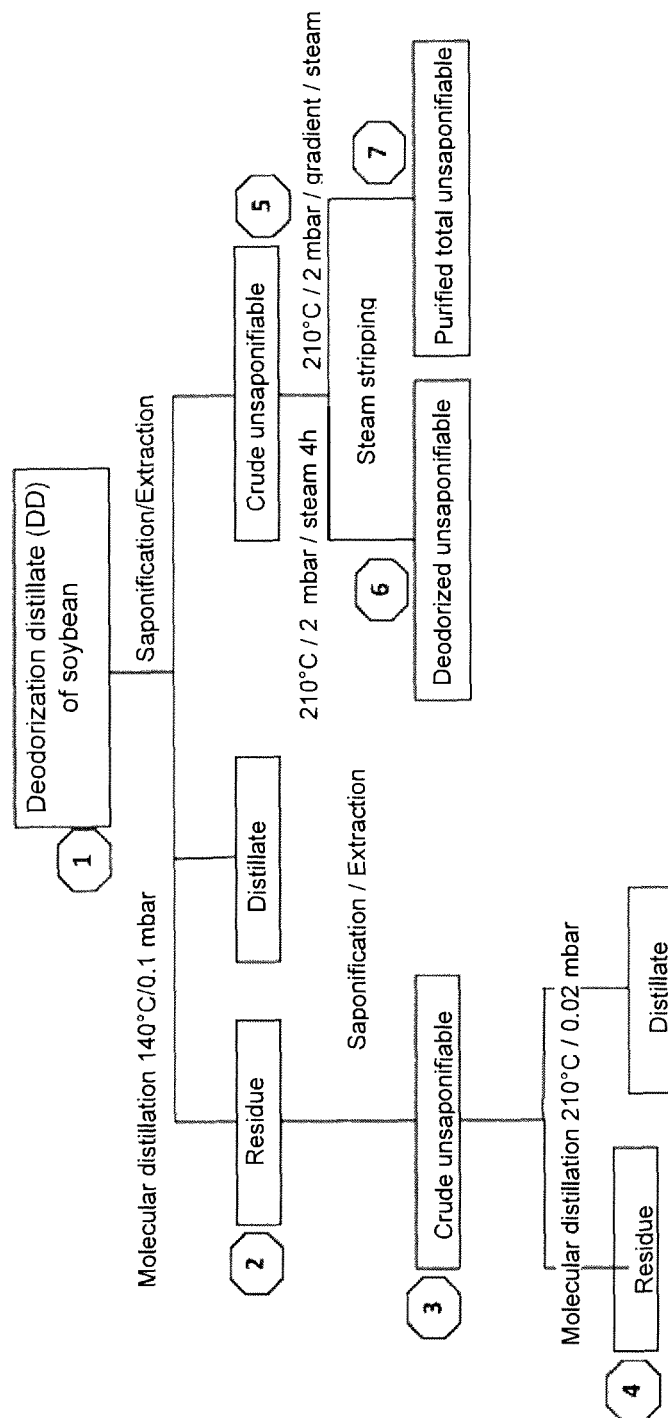 Deodorization distillate (DD)
of soybean
1
Molecular distillation 140°C/0.1 mbar
Saponification/Extraction
2
Residue
Distillate
Crude unsaponifiable
5
Saponification / Extraction
210°C / 2 mbar / steam 4h
210°C / 2 mbar / gradient / steam
3
Crude unsaponifiable
6
Steam stripping
7
Deodorized unsaponifiable
Purified total unsaponifiable
Molecular distillation 210°C / 0.02 mbar
4
Residue
Distillate